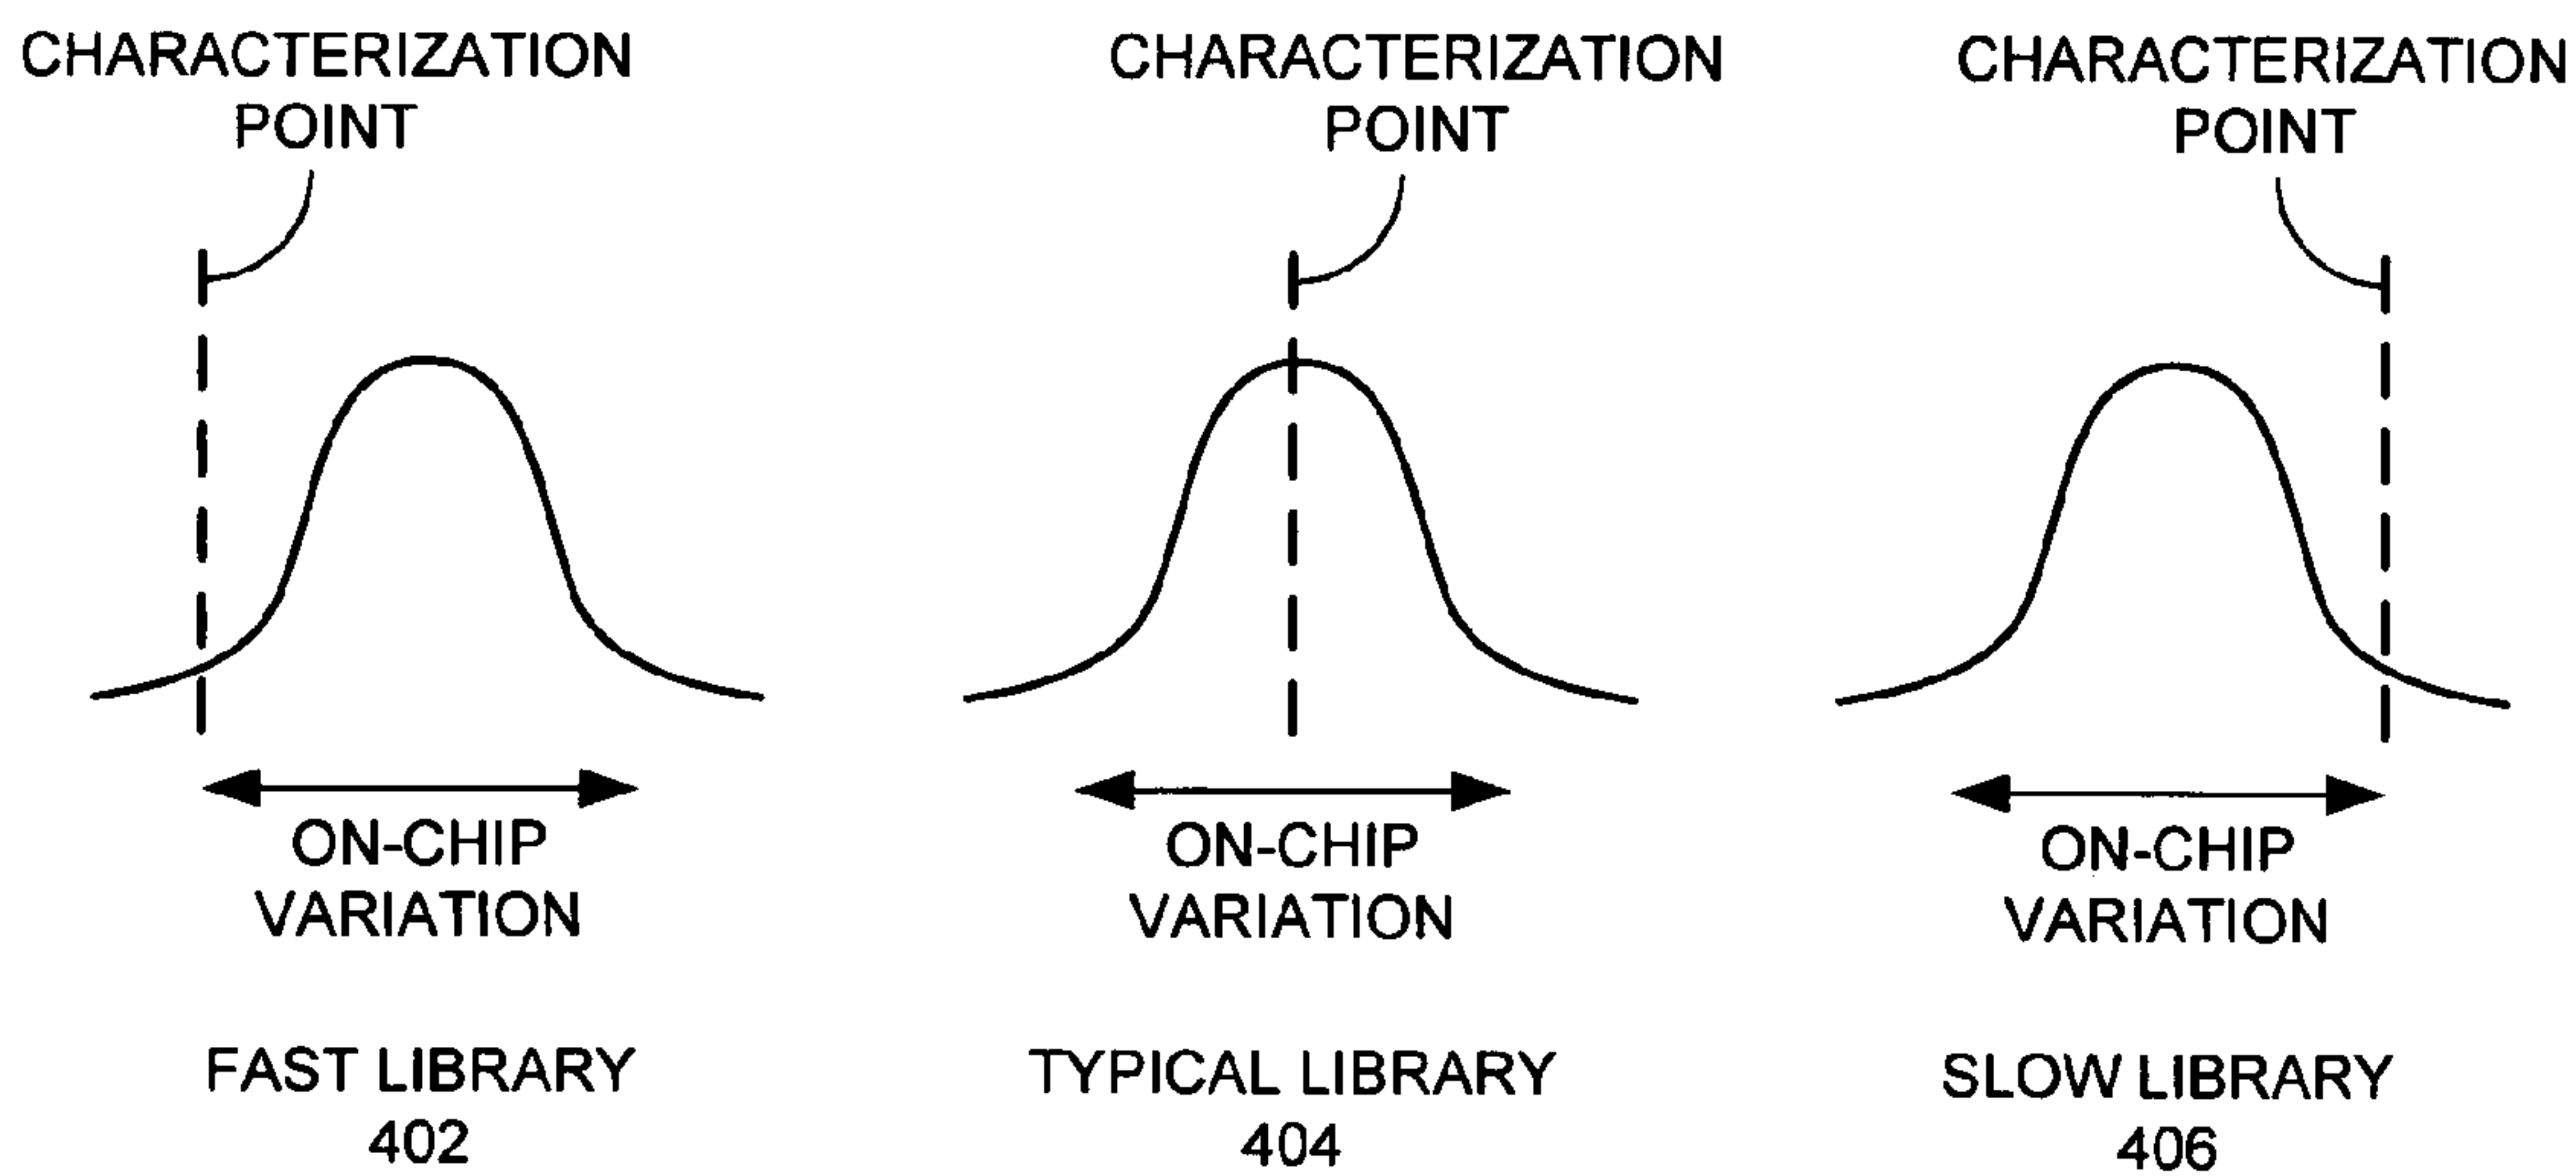 CHARACTERIZATION
POINT
CHARACTERIZATION
POINT
CHARACTERIZATION
POINT
ON-CHIP
VARIATION
ON-CHIP
VARIATION
ON-CHIP
VARIATION
FAST LIBRARY
402
TYPICAL LIBRARY
404
SLOW LIBRARY
406